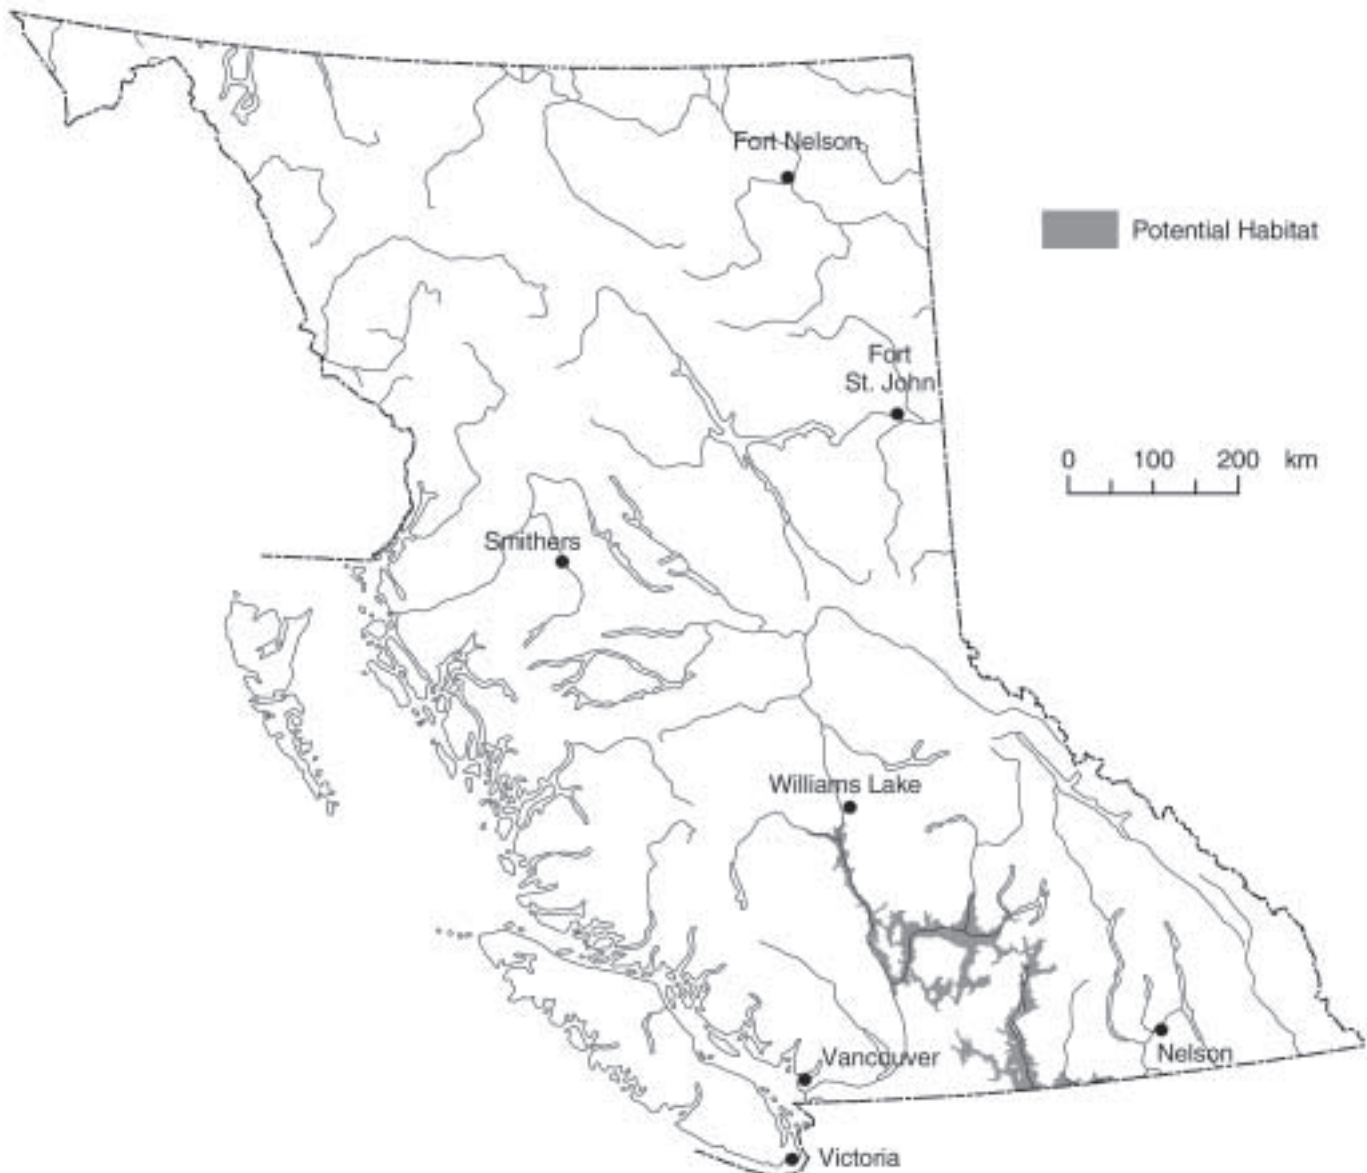 Fort Nelson
Potential Habitat
Fort
St. John
0 100 200 km
Smithers
Williams Lake
Vancouver
Nelson
Victoria